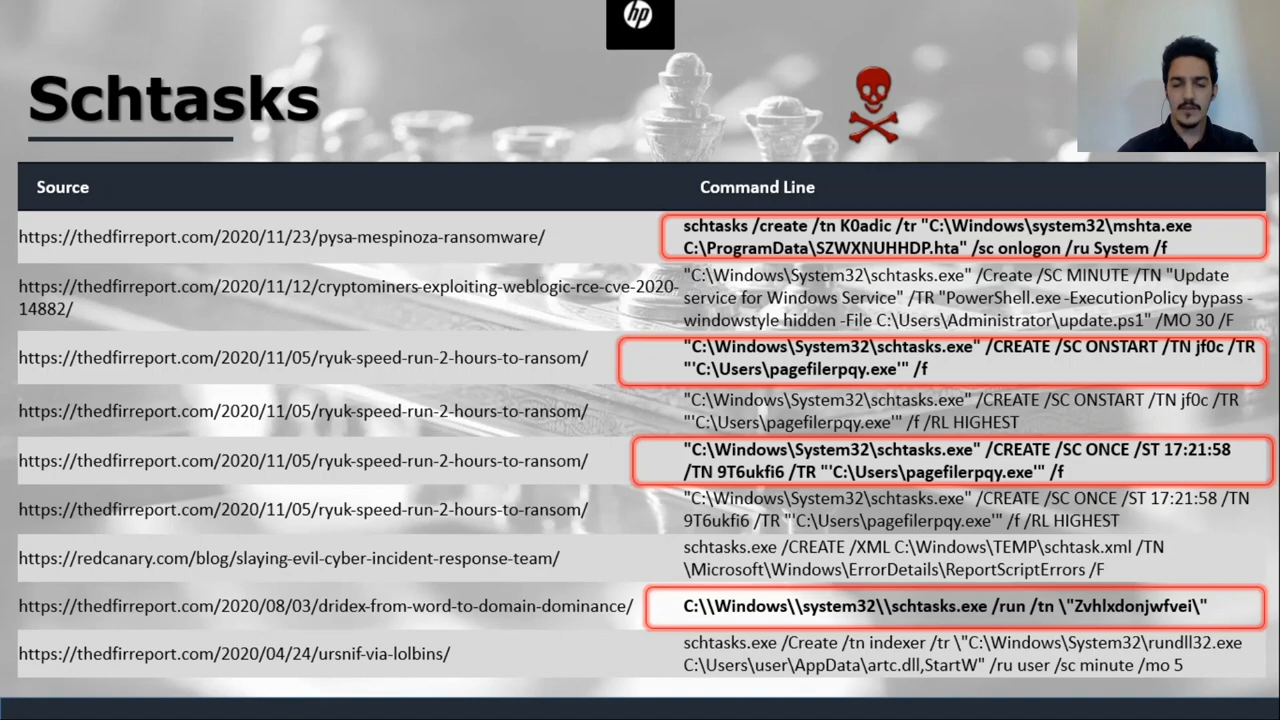 hp
Schtasks
Source
Command Line
https://thedfirreport.com/2020/11/23/pysa-mespinoza-ransomware/
schtasks /create /tn K0adic /tr "C:\Windows\system32\mshta.exe
C:\ProgramData\SZWXNUHHDP.hta" /sc onlogon /ru System /f
https://thedfirreport.com/2020/11/12/cryptominers-exploiting-weblogic-rce-cve-2020-
14882/
"C:\Windows\System32\schtasks.exe" /Create /SC MINUTE /TN "Update
service for Windows Service" /TR "PowerShell.exe -ExecutionPolicy bypass -
windowstyle hidden -File C:\Users\Administrator\update.ps1" /MO 30 /F
https://thedfirreport.com/2020/11/05/ryuk-speed-run-2-hours-to-ransom/
"C:\Windows\System32\schtasks.exe" /CREATE /SC ONSTART /TN jf0c /TR
"'C:\Users\pagefilerpqy.exe'" /f
https://thedfirreport.com/2020/11/05/ryuk-speed-run-2-hours-to-ransom/
"C:\Windows\System32\schtasks.exe" /CREATE /SC ONSTART /TN jf0c /TR
"'C:\Users\pagefilerpqy.exe'" /f /RL HIGHEST
https://thedfirreport.com/2020/11/05/ryuk-speed-run-2-hours-to-ransom/
"C:\Windows\System32\schtasks.exe" /CREATE /SC ONCE /ST 17:21:58
/TN 9T6ukfi6 /TR "'C:\Users\pagefilerpqy.exe'" /f
https://thedfirreport.com/2020/11/05/ryuk-speed-run-2-hours-to-ransom/
"C:\Windows\System32\schtasks.exe" /CREATE /SC ONCE /ST 17:21:58 /TN
9T6ukfi6 /TR "'C:\Users\pagefilerpqy.exe'" /f /RL HIGHEST
https://redcanary.com/blog/slaying-evil-cyber-incident-response-team/
schtasks.exe /CREATE /XML C:\Windows\TEMP\schtask.xml /TN
\Microsoft\Windows\ErrorDetails\ReportScriptErrors /F
https://thedfirreport.com/2020/08/03/dridex-from-word-to-domain-dominance/
C:\\Windows\\system32\\schtasks.exe /run /tn \"Zvhlxdonjwfvei\"
https://thedfirreport.com/2020/04/24/ursnif-via-lolbins/
schtasks.exe /Create /tn indexer /tr \"C:\Windows\System32\rundll32.exe
C:\Users\user\AppData\artc.dll,StartW" /ru user /sc minute /mo 5